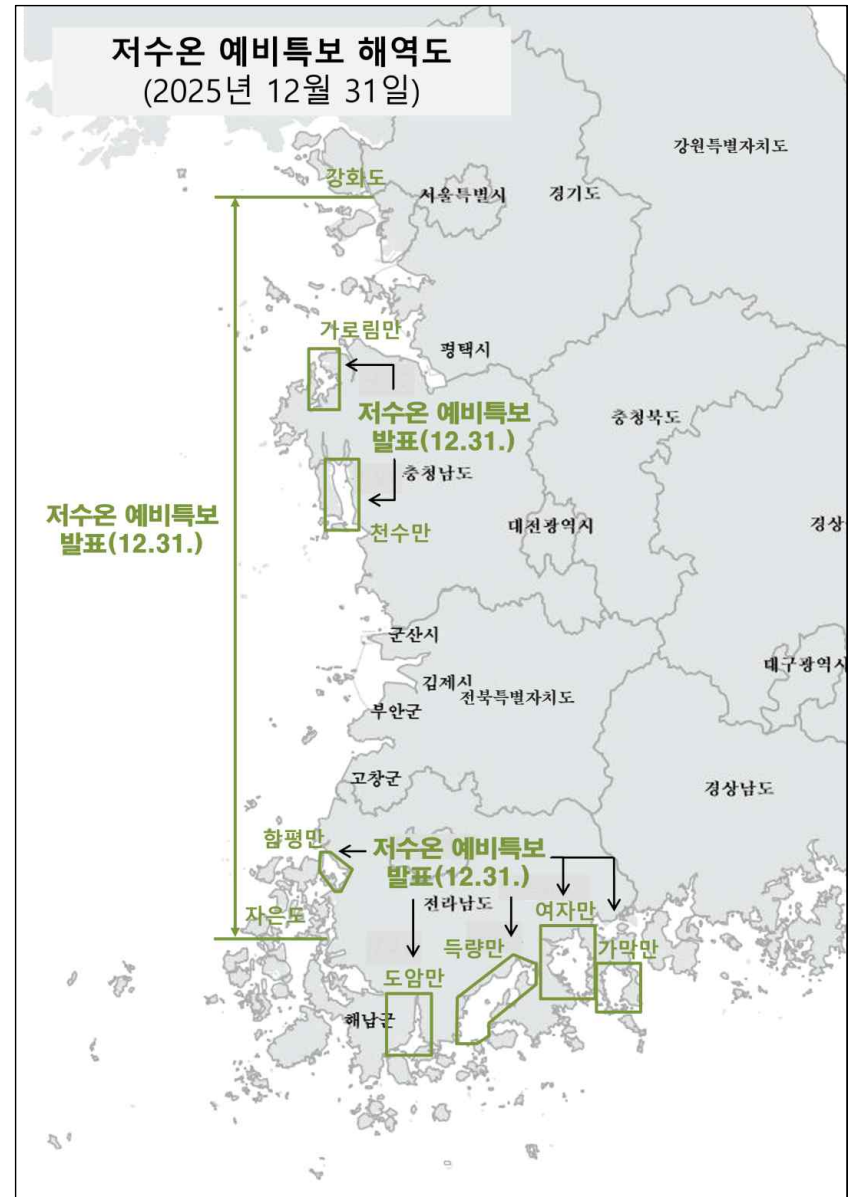 저수온 예비특보 해역도
(2025년 12월 31일)
강원특별자치도
강화도
서울특별시
경기도
가로림만
평택시
저수온 예비특보
발표(12.31.)
충청북도
충청남도
저수온 예비특보
발표(12.31.)
천수만
대전광역시
경상
군산시
대구광역시
김제시
전북특별자치도
부안군
고창군
경상남도
함평만
저수온 예비특보
발표(12.31.)
전라남도
자은도
여자만
득량만
가막만
도암만
해남군